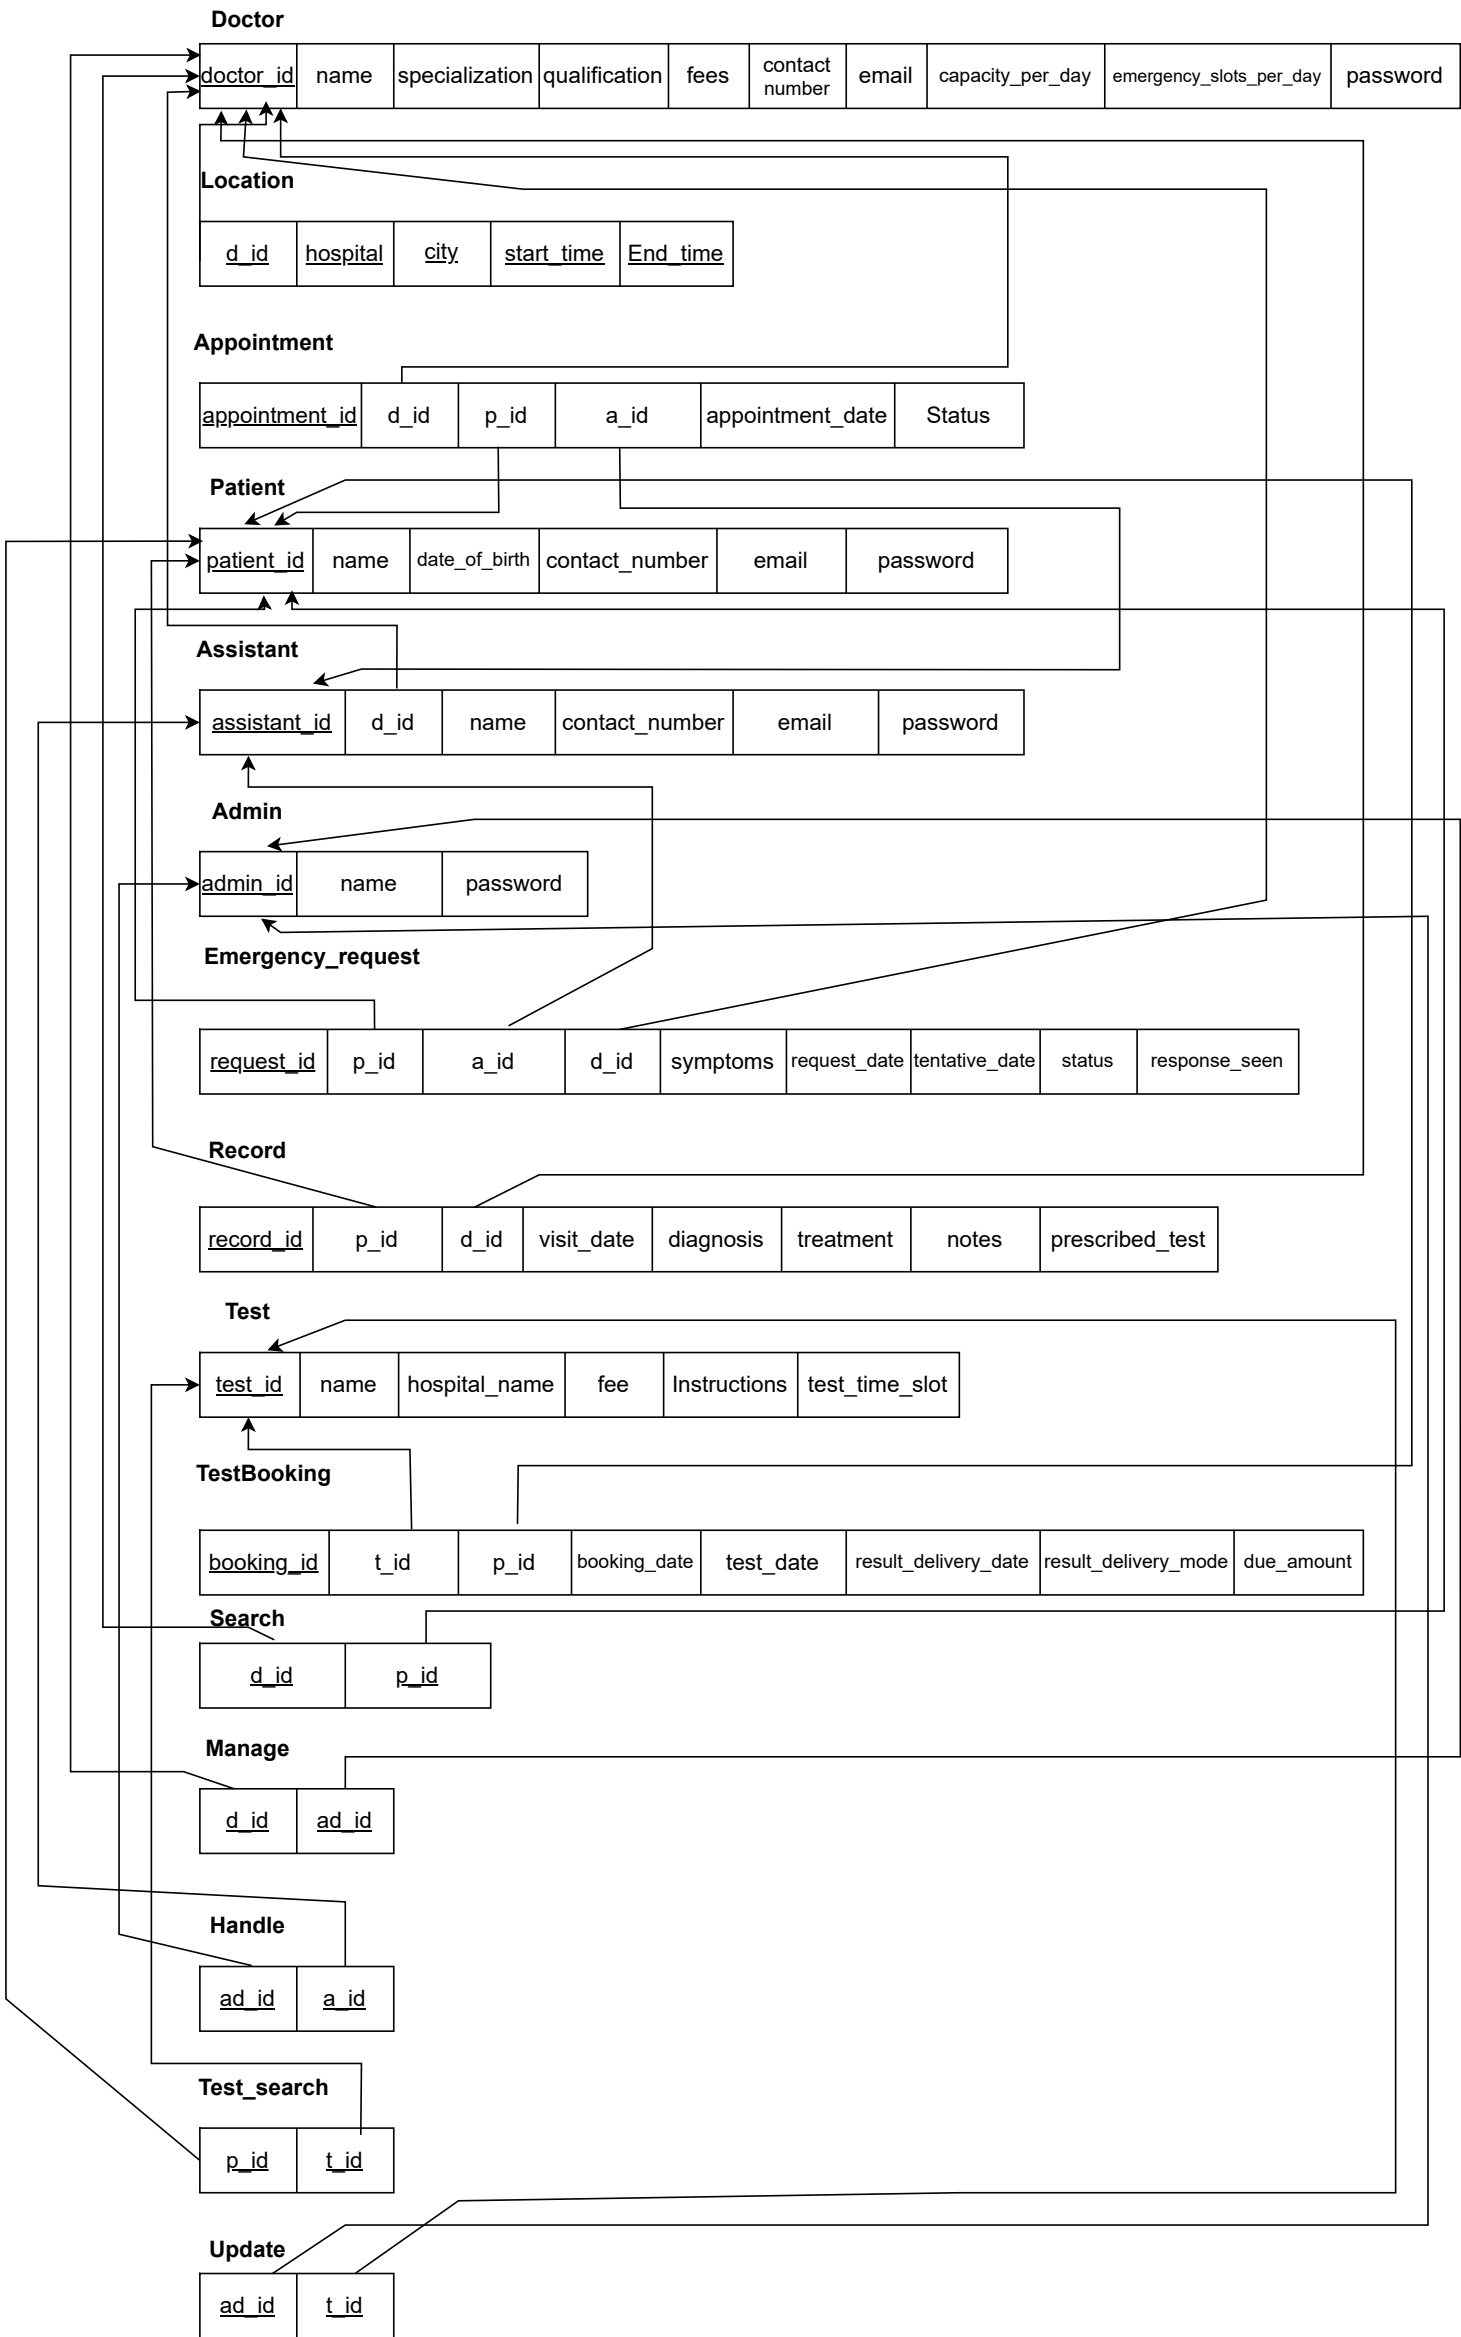 Doctor
doctor_id name specialization qualification fees contact number email capacity_per_day emergency_slots_per_day password
Location
d_id hospital city start_time End_time
Appointment
appointment_id d_id p_id a_id appointment_date Status
Patient
patient_id name date_of_birth contact_number email password
Assistant
assistant_id d_id name contact_number email password
Admin
admin_id name password
Emergency_request
request_id p_id a_id d_id symptoms request_date tentative_date status response_seen
Record
record_id p_id d_id visit_date diagnosis treatment notes prescribed_test
Test
test_id name hospital_name fee Instructions test_time_slot
TestBooking
booking_id t_id p_id booking_date test_date result_delivery_date result_delivery_mode due_amount
Search
d_id p_id
Manage
d_id ad_id
Handle
ad_id a_id
Test_search
p_id t_id
Update
ad_id t_id